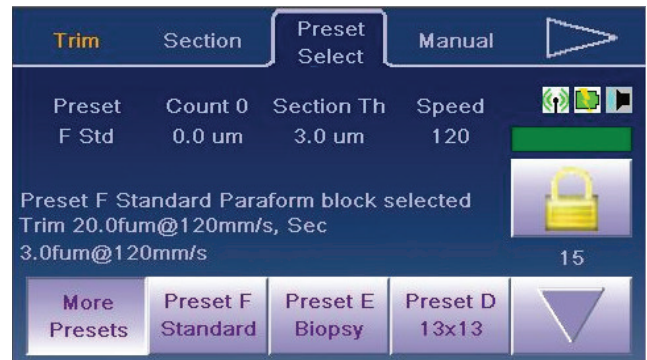 Trim Section Preset Select Manual
Preset Count 0 Section Th Speed
F Std 0.0 um 3.0 um 120
Preset F Standard Paraform block selected
Trim 20.0fum@120mm/s, Sec
3.0fum@120mm/s
15
More Presets Preset F Standard Preset E Biopsy Preset D 13x13